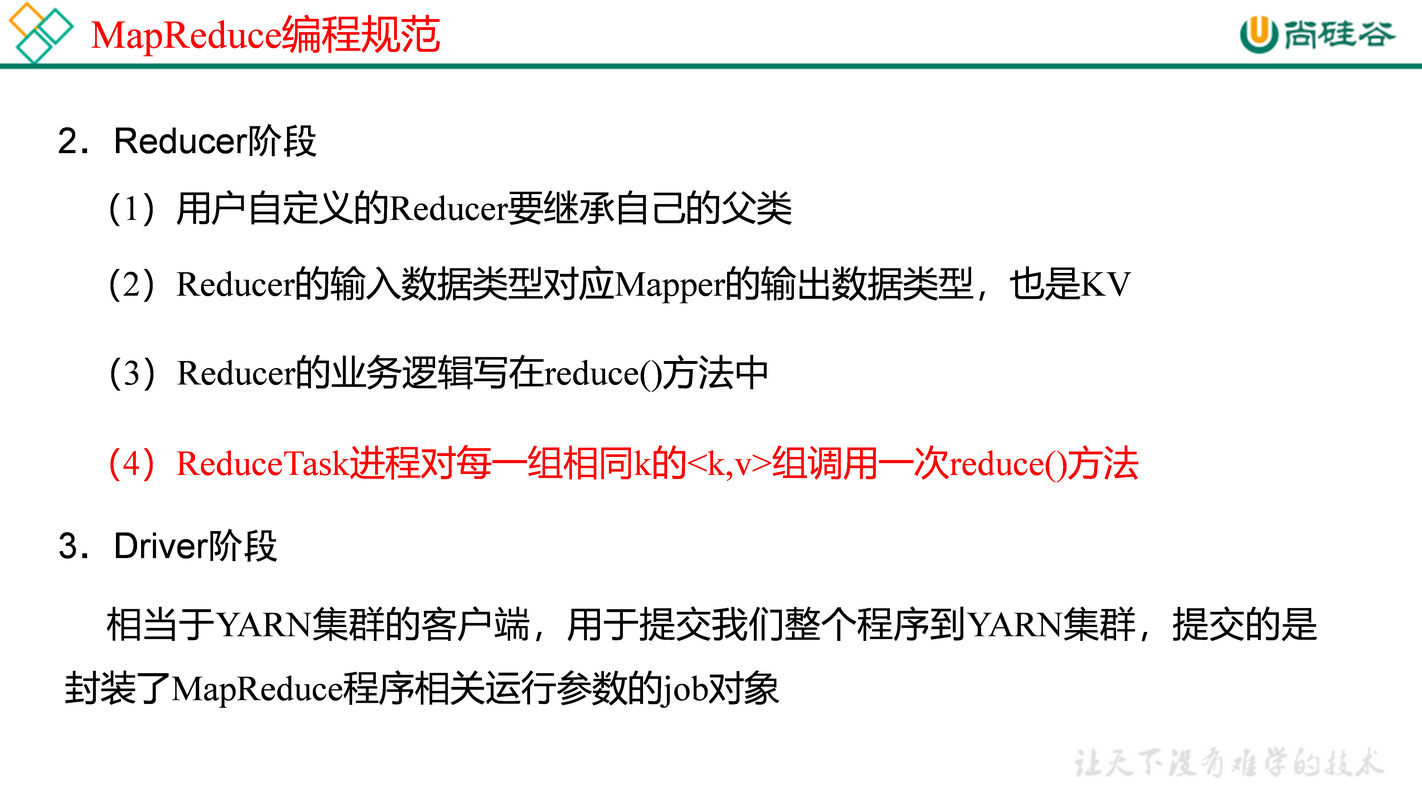 MapReduce编程规范
尚硅谷
2．Reducer阶段
（1）用户自定义的Reducer要继承自己的父类
（2）Reducer的输入数据类型对应Mapper的输出数据类型，也是KV
（3）Reducer的业务逻辑写在reduce()方法中
（4）ReduceTask进程对每一组相同k的<k,v>组调用一次reduce()方法
3．Driver阶段
相当于YARN集群的客户端，用于提交我们整个程序到YARN集群，提交的是
封装了MapReduce程序相关运行参数的job对象
让天下没有难学的技术